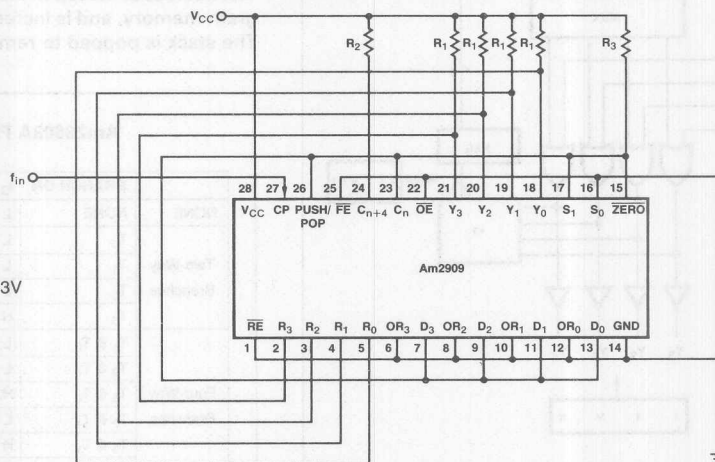 VCC
R2 R1 R1 R1 R1 R3
fin
28 27 26 25 24 23 22 21 20 19 18 17 16 15
VCC CP PUSH/POP FE Cn+4 Cn OE Y3 Y2 Y1 Y0 S1 S0 ZERO
3V
Am2909
RE R3 R2 R1 R0 OR3 D3 OR2 D2 OR1 D1 OR0 D0 GND
1 2 3 4 5 6 7 8 9 10 11 12 13 14